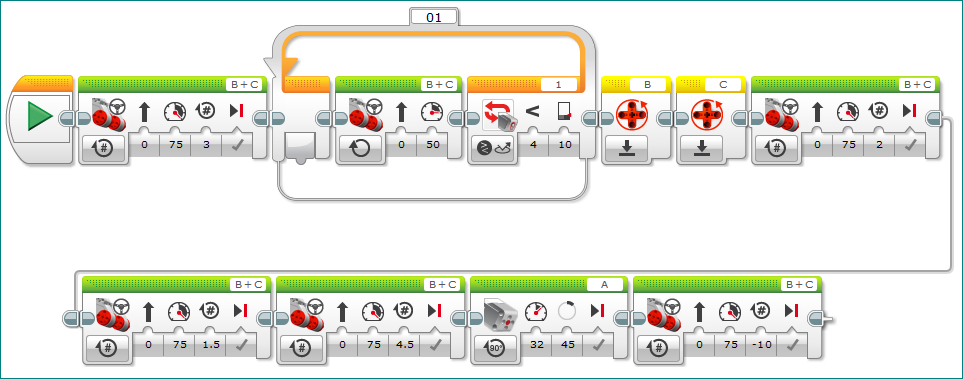 01
B + C B + C 1 B C B + C
# # <
# 0 75 3 0 50 4 10 # 0 75 2
B + C B + C A B + C
# # #
# 0 75 1.5 # 0 75 4.5 90° 32 45 # 0 75 -10